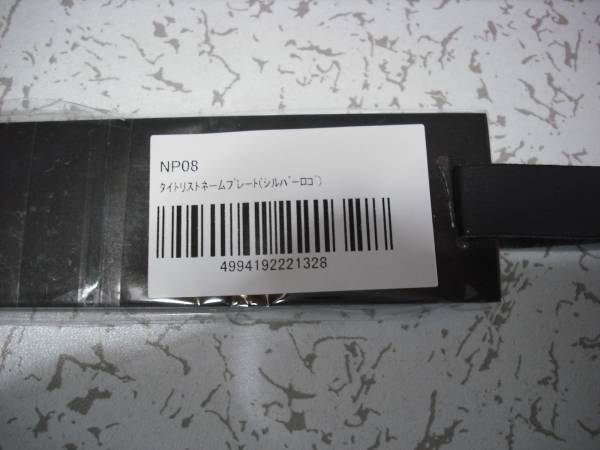 NP08
ﾀｲﾄﾘｽﾄﾈｰﾑﾌﾟﾚｰﾄ(ｼﾙﾊﾞｰﾛｺﾞ)
4994192221328